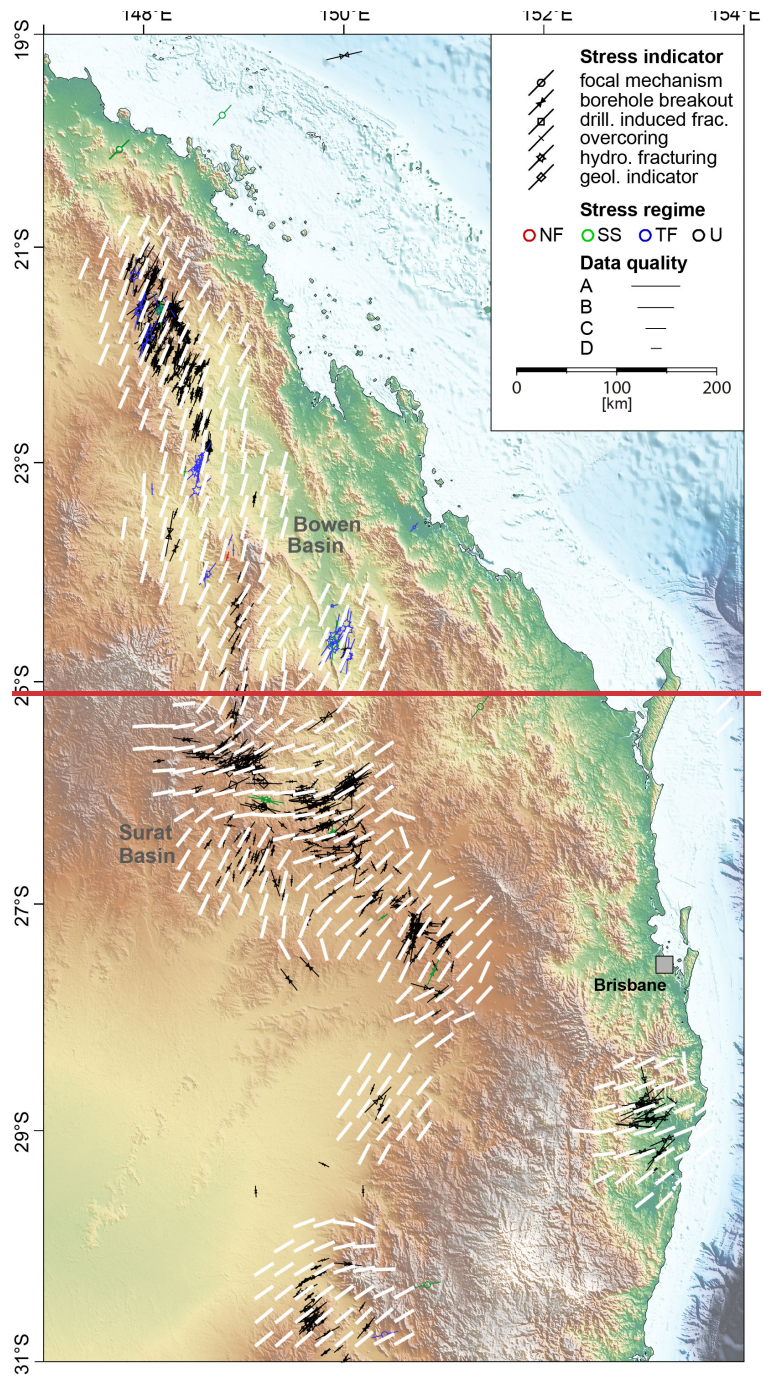 148°E 150°E 152°E 154°E
19°S
Stress indicator
focal mechanism
borehole breakout
drill. induced frac.
overcoring
hydro. fracturing
geol. indicator
Stress regime
NF SS TF U
Data quality
A
B
C
D
0 100 200
[km]
21°S
23°S
Bowen
Basin
25°S
Surat
Basin
27°S
Brisbane
29°S
31°S